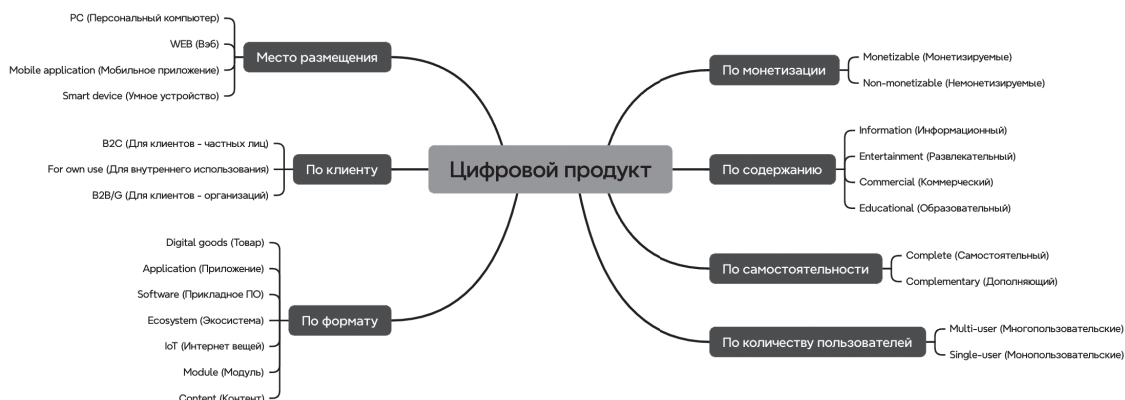 Цифровой продукт
Место размещения
PC (Персональный компьютер)
WEB (Вэб)
Mobile application (Мобильное приложение)
Smart device (Умное устройство)
По клиенту
B2C (Для клиентов - частных лиц)
For own use (Для внутреннего использования)
B2B/G (Для клиентов - организаций)
По формату
Digital goods (Товар)
Application (Приложение)
Software (Прикладное ПО)
Ecosystem (Экосистема)
IoT (Интернет вещей)
Module (Модуль)
Content (Контент)
По монетизации
Monetizable (Монетизируемые)
Non-monetizable (Немонетизируемые)
По содержанию
Information (Информационный)
Entertainment (Развлекательный)
Commercial (Коммерческий)
Educational (Образовательный)
По самостоятельности
Complete (Самостоятельный)
Complementary (Дополняющий)
По количеству пользователей
Multi-user (Многопользовательские)
Single-user (Монопользовательские)